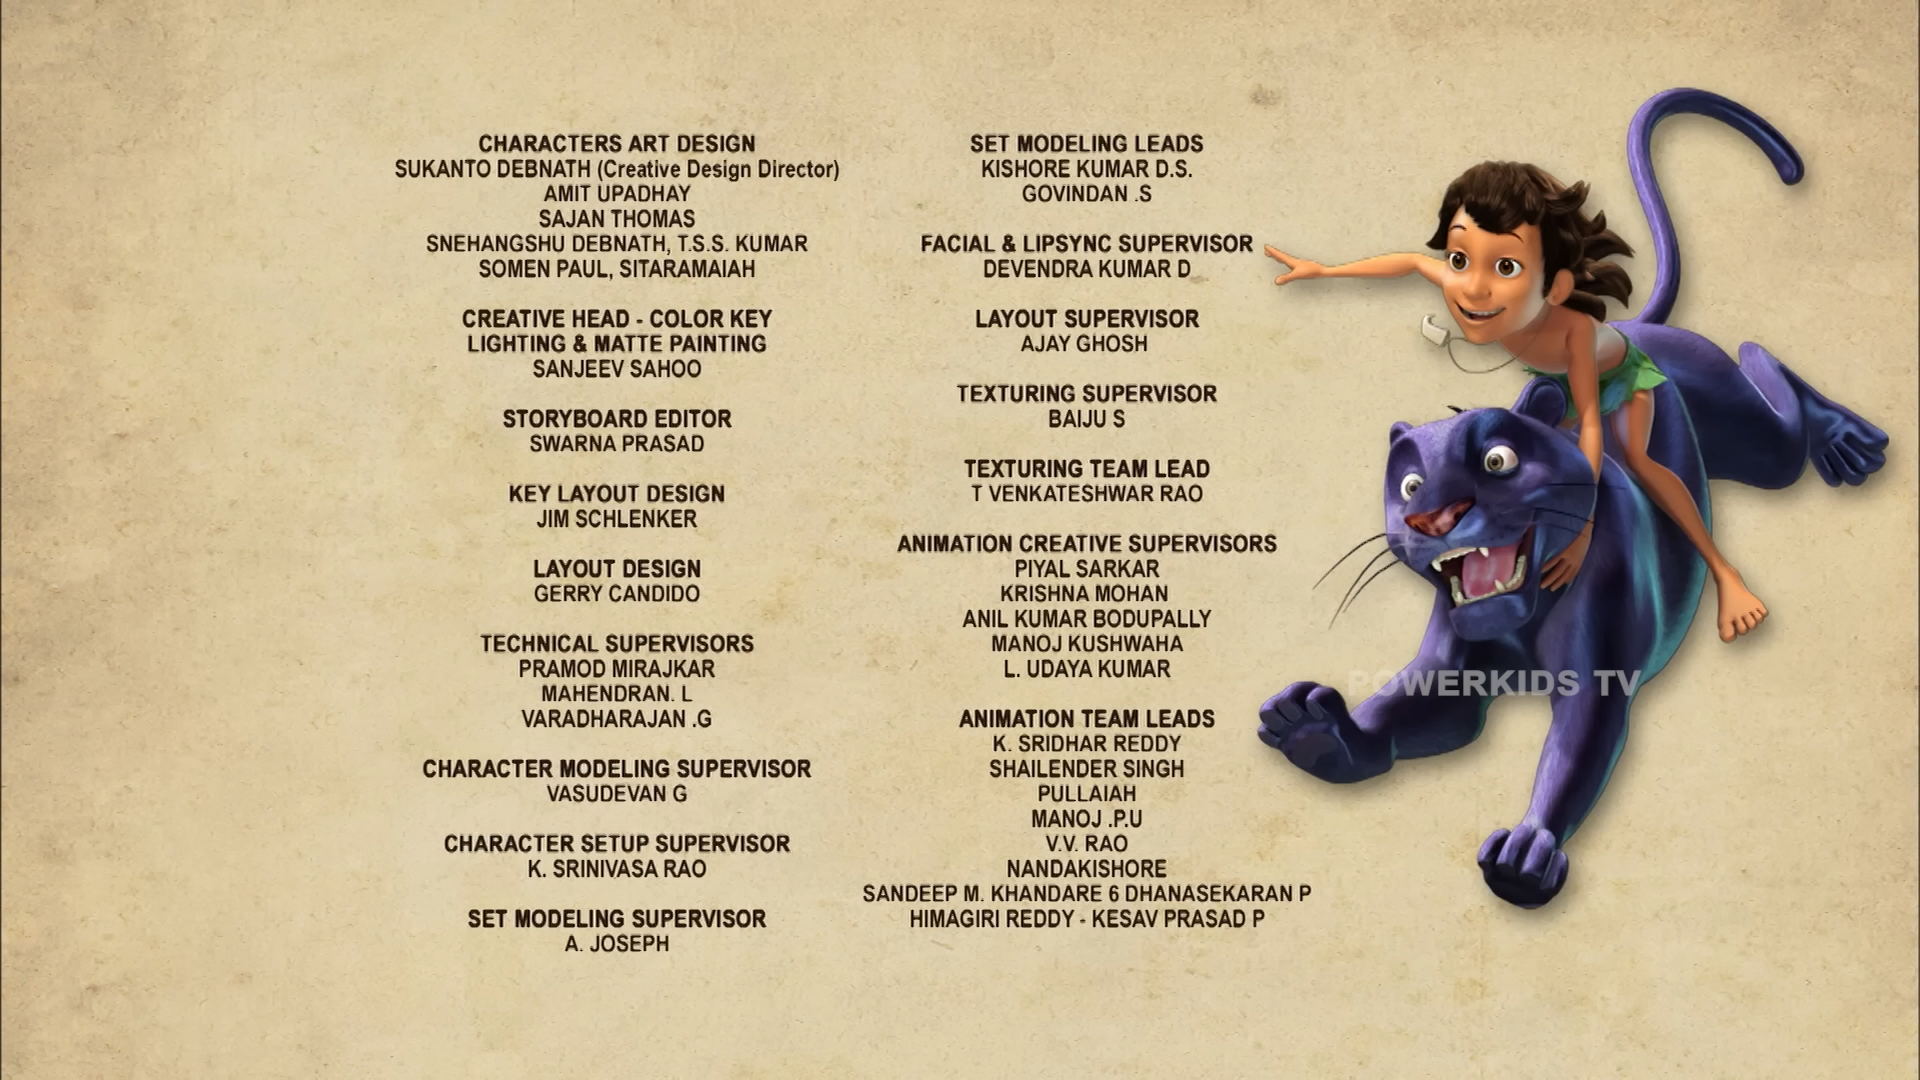 CHARACTERS ART DESIGN
SUKANTO DEBNATH (Creative Design Director)
AMIT UPADHAY
SAJAN THOMAS
SNEHANGSHU DEBNATH, T.S.S. KUMAR
SOMEN PAUL, SITARAMAIAH
CREATIVE HEAD - COLOR KEY
LIGHTING & MATTE PAINTING
SANJEEV SAHOO
STORYBOARD EDITOR
SWARNA PRASAD
KEY LAYOUT DESIGN
JIM SCHLENKER
LAYOUT DESIGN
GERRY CANDIDO
TECHNICAL SUPERVISORS
PRAMOD MIRAJKAR
MAHENDRAN. L
VARADHARAJAN .G
CHARACTER MODELING SUPERVISOR
VASUDEVAN G
CHARACTER SETUP SUPERVISOR
K. SRINIVASA RAO
SET MODELING SUPERVISOR
A. JOSEPH
SET MODELING LEADS
KISHORE KUMAR D.S.
GOVINDAN .S
FACIAL & LIPSYNC SUPERVISOR
DEVENDRA KUMAR D
LAYOUT SUPERVISOR
AJAY GHOSH
TEXTURING SUPERVISOR
BAIJU S
TEXTURING TEAM LEAD
T VENKATESHWAR RAO
ANIMATION CREATIVE SUPERVISORS
PIYAL SARKAR
KRISHNA MOHAN
ANIL KUMAR BODUPALLY
MANOJ KUSHWAHA
L. UDAYA KUMAR
ANIMATION TEAM LEADS
K. SRIDHAR REDDY
SHAILENDER SINGH
PULLAIAH
MANOJ .P.U
V.V. RAO
NANDAKISHORE
SANDEEP M. KHANDARE 6 DHANASEKARAN P
HIMAGIRI REDDY - KESAV PRASAD P
POWERKIDS TV